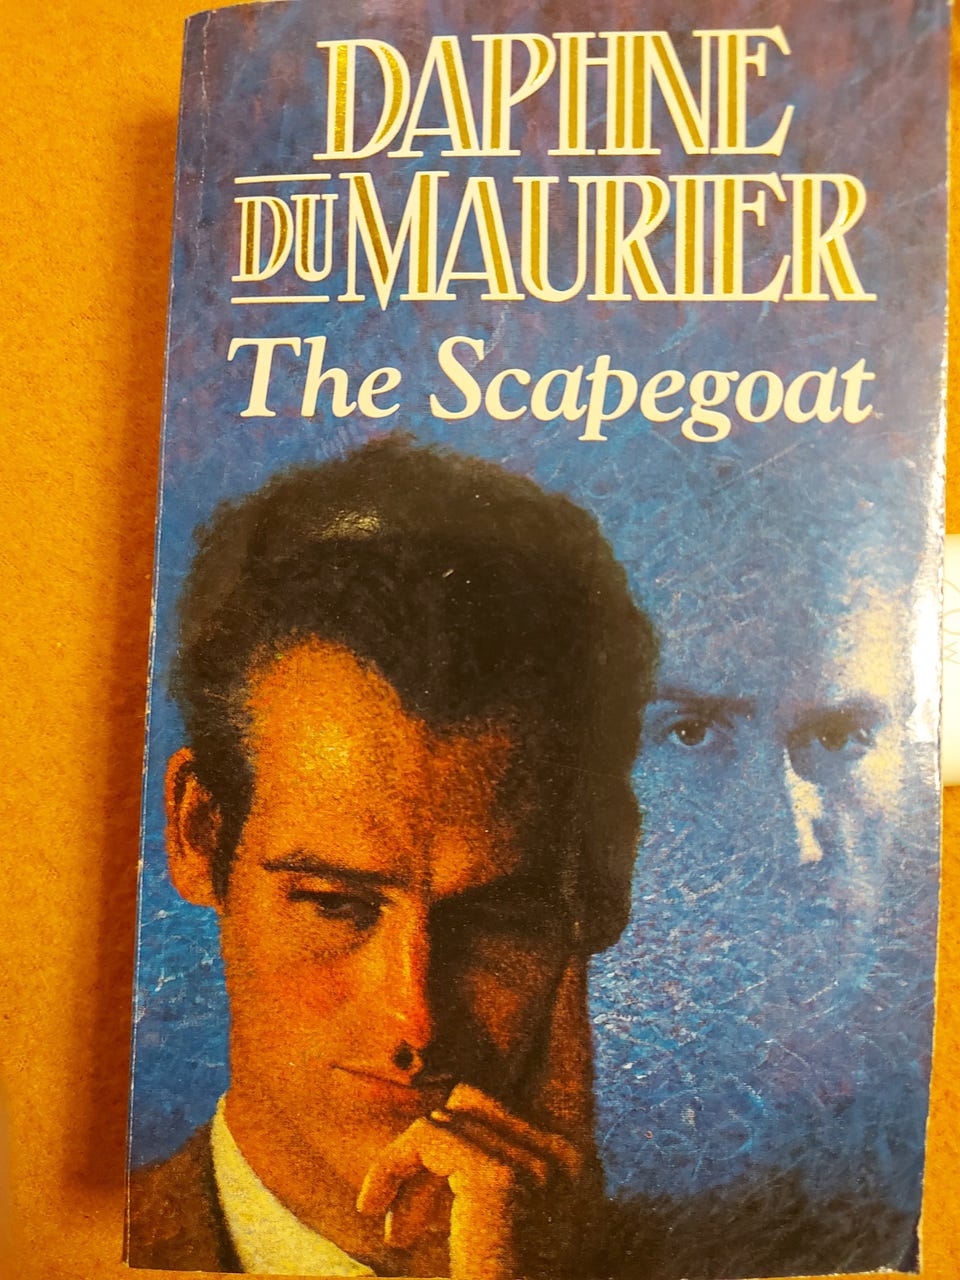 DAPHNE
DU MAURIER
The Scapegoat